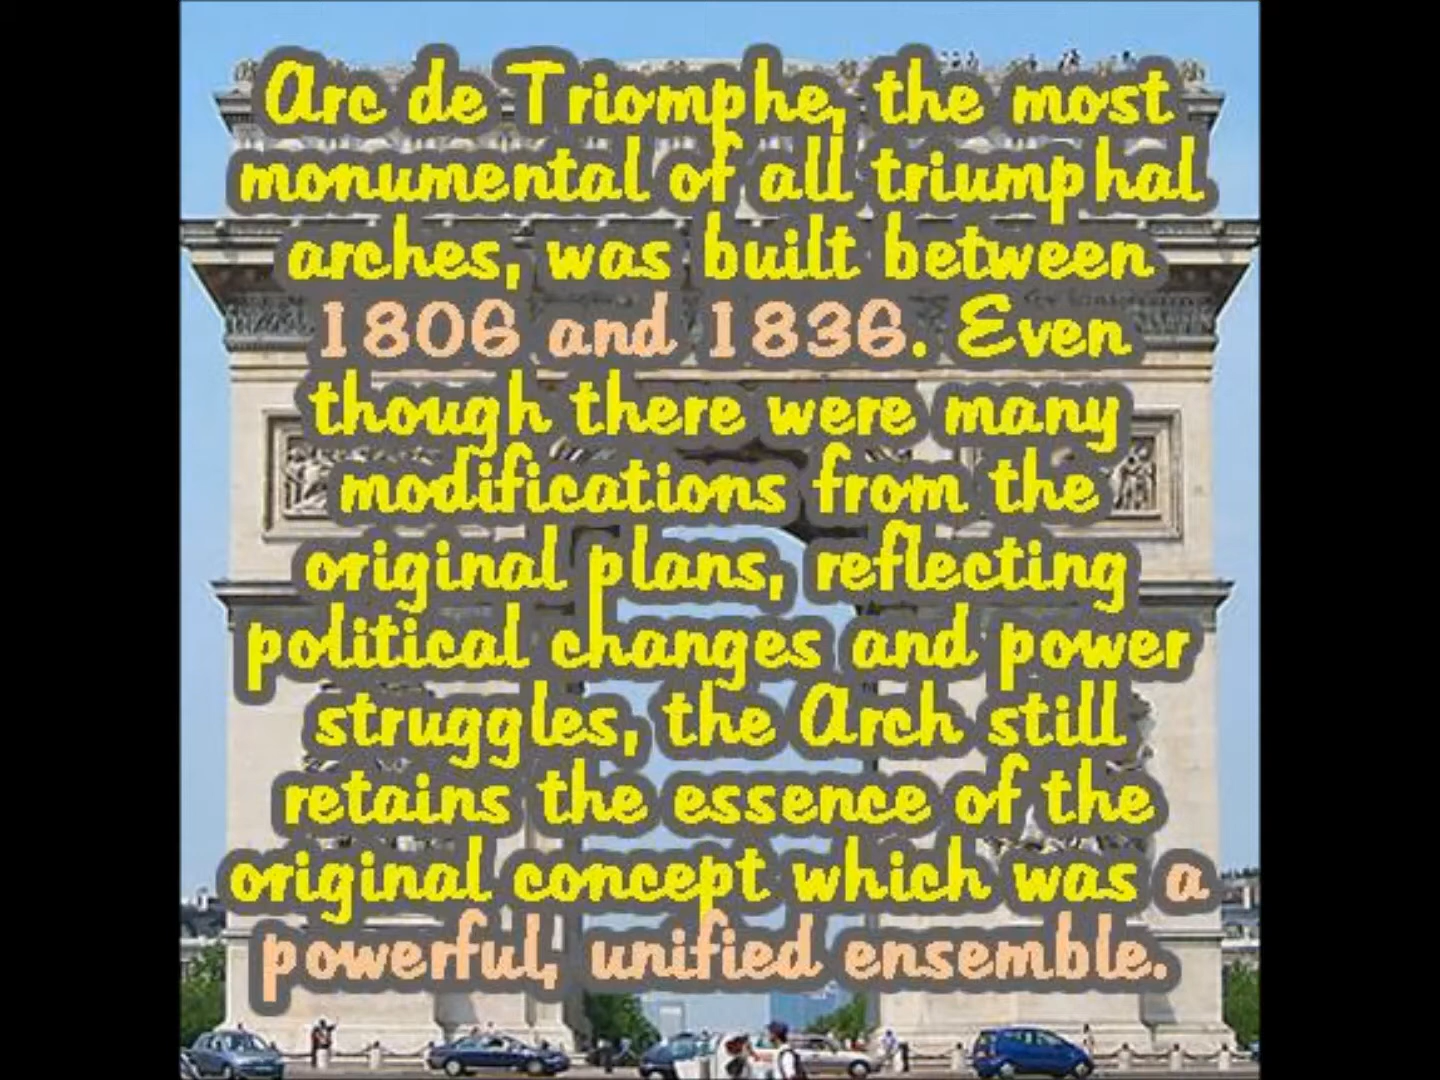 Arc de Triomphe, the most
monumental of all triumphal
arches, was built between
1806 and 1836. Even
though there were many
modifications from the
original plans, reflecting
political changes and power
struggles, the Arch still
retains the essence of the
original concept which was a
powerful, unified ensemble.